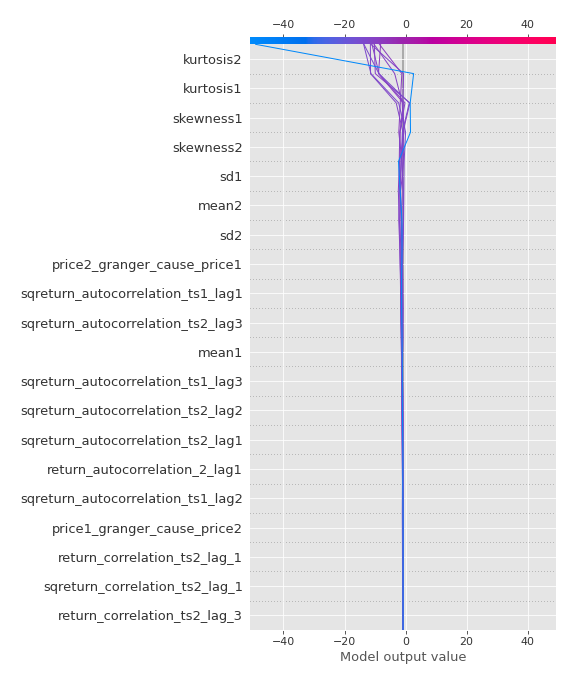 −40 −20 0 20 40
kurtosis2
kurtosis1
skewness1
skewness2
sd1
mean2
sd2
price2_granger_cause_price1
sqreturn_autocorrelation_ts1_lag1
sqreturn_autocorrelation_ts2_lag3
mean1
sqreturn_autocorrelation_ts1_lag3
sqreturn_autocorrelation_ts2_lag2
sqreturn_autocorrelation_ts2_lag1
return_autocorrelation_2_lag1
sqreturn_autocorrelation_ts1_lag2
price1_granger_cause_price2
return_correlation_ts2_lag_1
sqreturn_correlation_ts2_lag_1
return_correlation_ts2_lag_3
−40 −20 0 20 40
Model output value